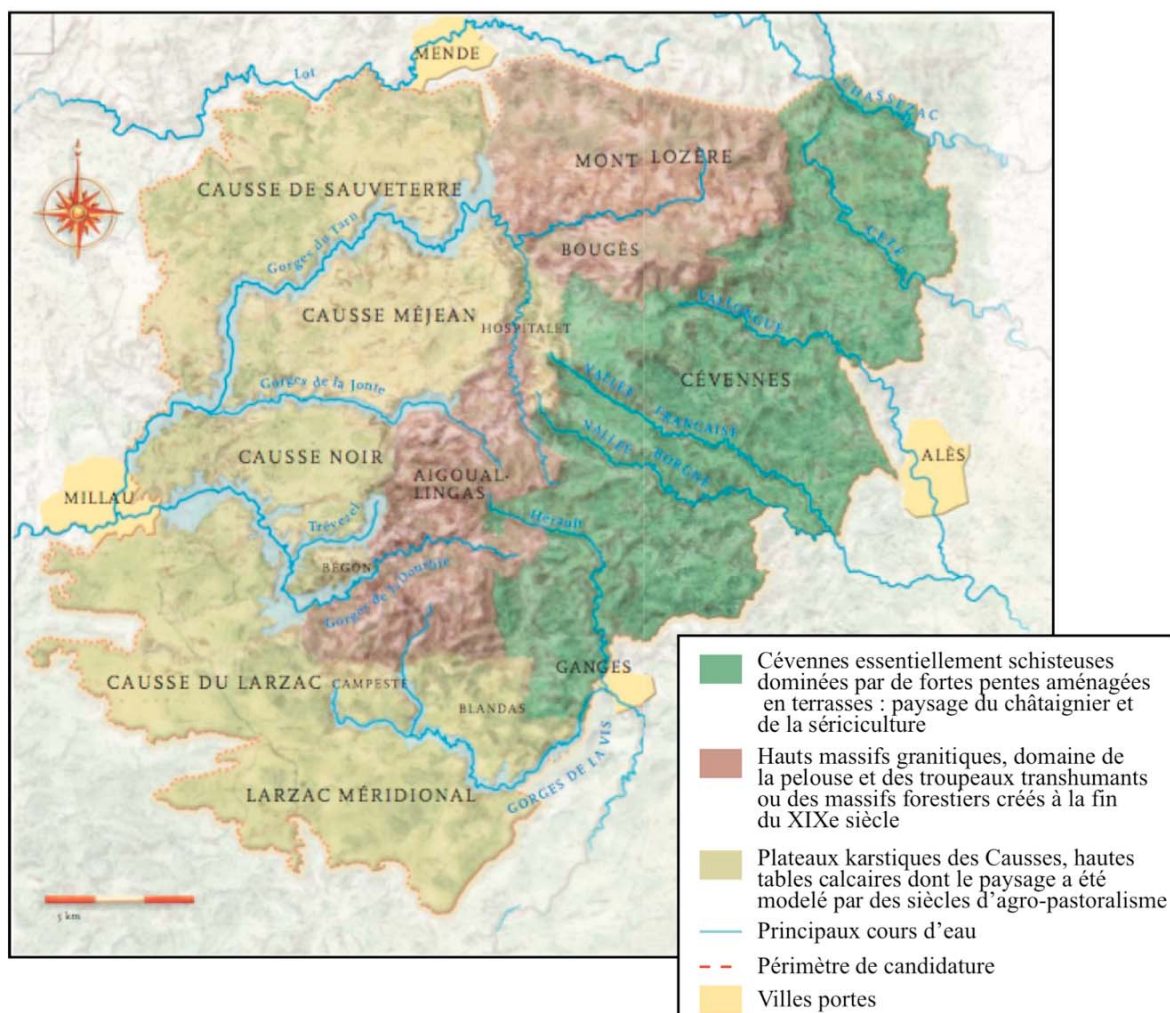 MENDE
Lot
CHASSEZAC
MONT LOZÈRE
CAUSSE DE SAUVETERRE
Gorges du Tarn
CÈZE
BOUGÈS
CAUSSE MÉJEAN
HOSPITALET
CÉVENNES
Gorges de la Jonte
VALLÉE FRANÇAISE
VALLÉE BORGNE
CAUSSE NOIR
AIGOUAL-
LINGAS
ALÈS
MILLAU
Trévezel
Hérault
BÉGON
Gorges de la Dourbie
GANGES
CAUSSE DU LARZAC
CAMPESTE
BLANDAS
GORGES DE LA VIS
LARZAC MÉRIDIONAL
5 km
Cévennes essentiellement schisteuses
dominées par de fortes pentes aménagées
en terrasses : paysage du châtaignier et
de la sériciculture
Hauts massifs granitiques, domaine de
la pelouse et des troupeaux transhumants
ou des massifs forestiers créés à la fin
du XIXe siècle
Plateaux karstiques des Causses, hautes
tables calcaires dont le paysage a été
modelé par des siècles d'agro-pastoralisme
Principaux cours d'eau
Périmètre de candidature
Villes portes